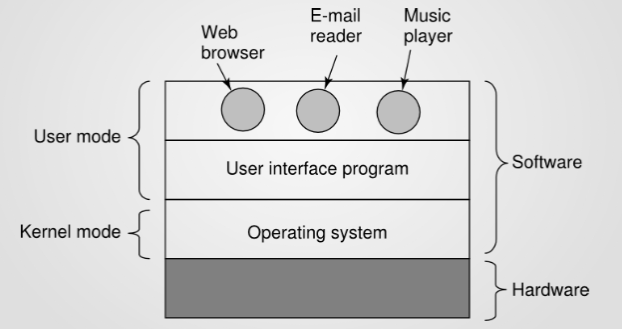 Web
browser
E-mail
reader
Music
player
User mode
User interface program
Software
Kernel mode
Operating system
Hardware